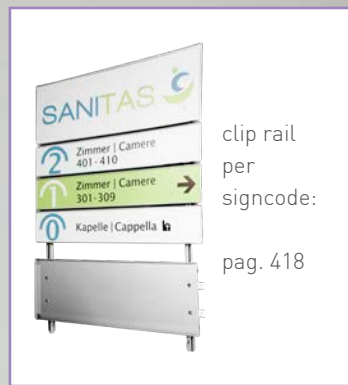 SANITAS
2 Zimmer | Camere
401 - 410
1 Zimmer | Camere
301-309
0 Kapelle | Cappella
clip rail
per
signcode:
pag. 418